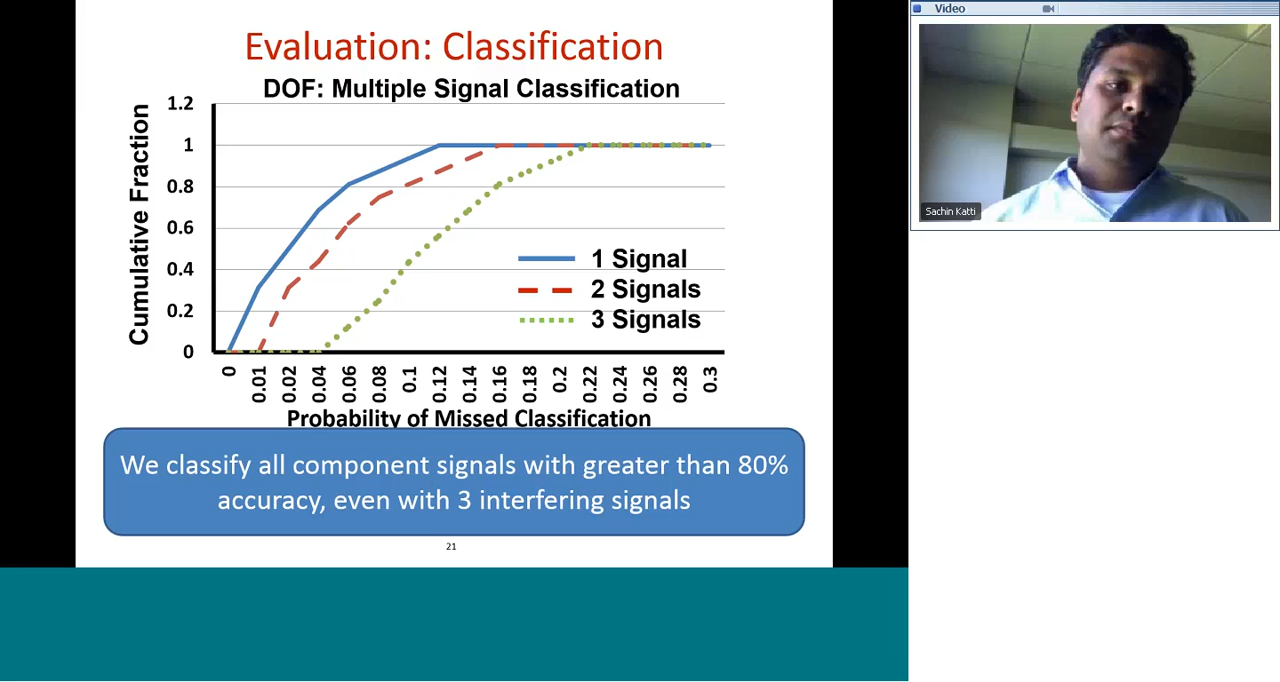 Evaluation: Classification
DOF: Multiple Signal Classification
Cumulative Fraction
1.2
1
0.8
0.6
0.4
0.2
0
1 Signal
2 Signals
3 Signals
0 0.01 0.02 0.04 0.06 0.08 0.1 0.12 0.14 0.16 0.18 0.2 0.22 0.24 0.26 0.28 0.3
Probability of Missed Classification
We classify all component signals with greater than 80%
accuracy, even with 3 interfering signals
21
Video
Sachin Katti